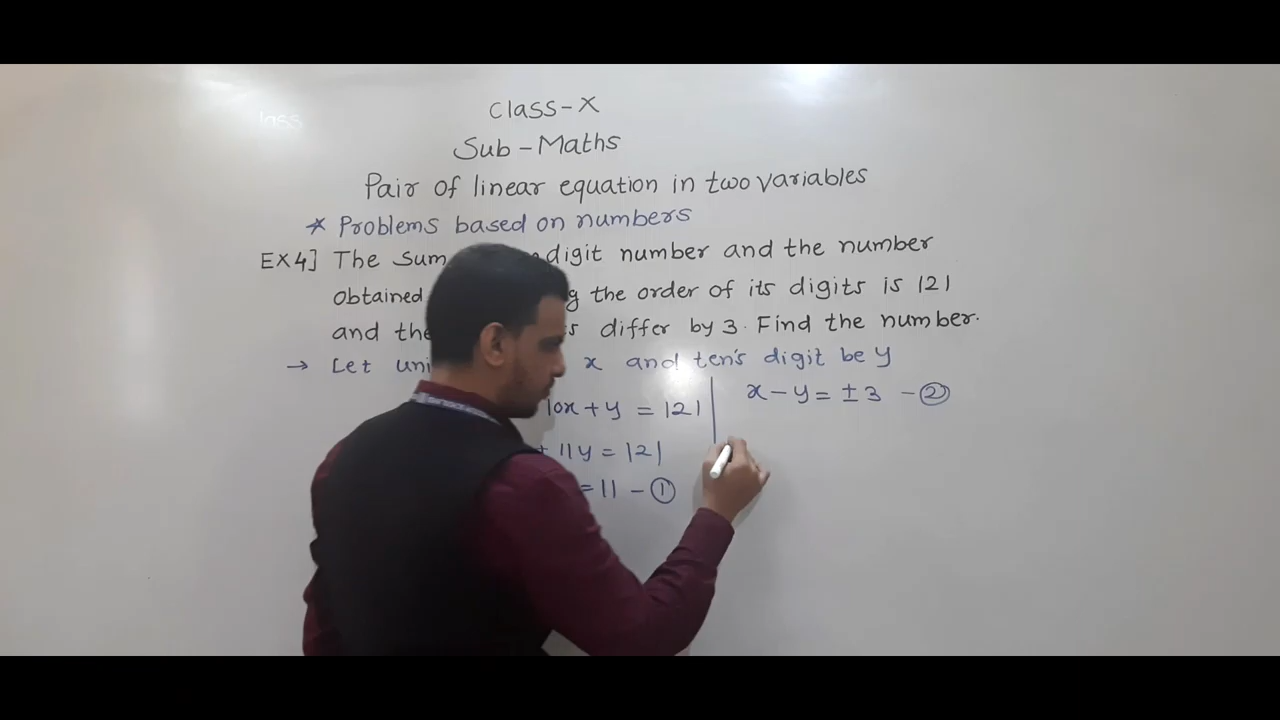 lass
Class-X
Sub-Maths
Pair of linear equation in two variables
* Problems based on numbers
EX4] The Sum digit number and the number
obtained g the order of its digits is 121
and the s differ by 3. Find the number.
→ Let uni x and ten's digit be y
10x + y = 121
x - y = ± 3 - ②
+ 11y = 121
= 11 - ①